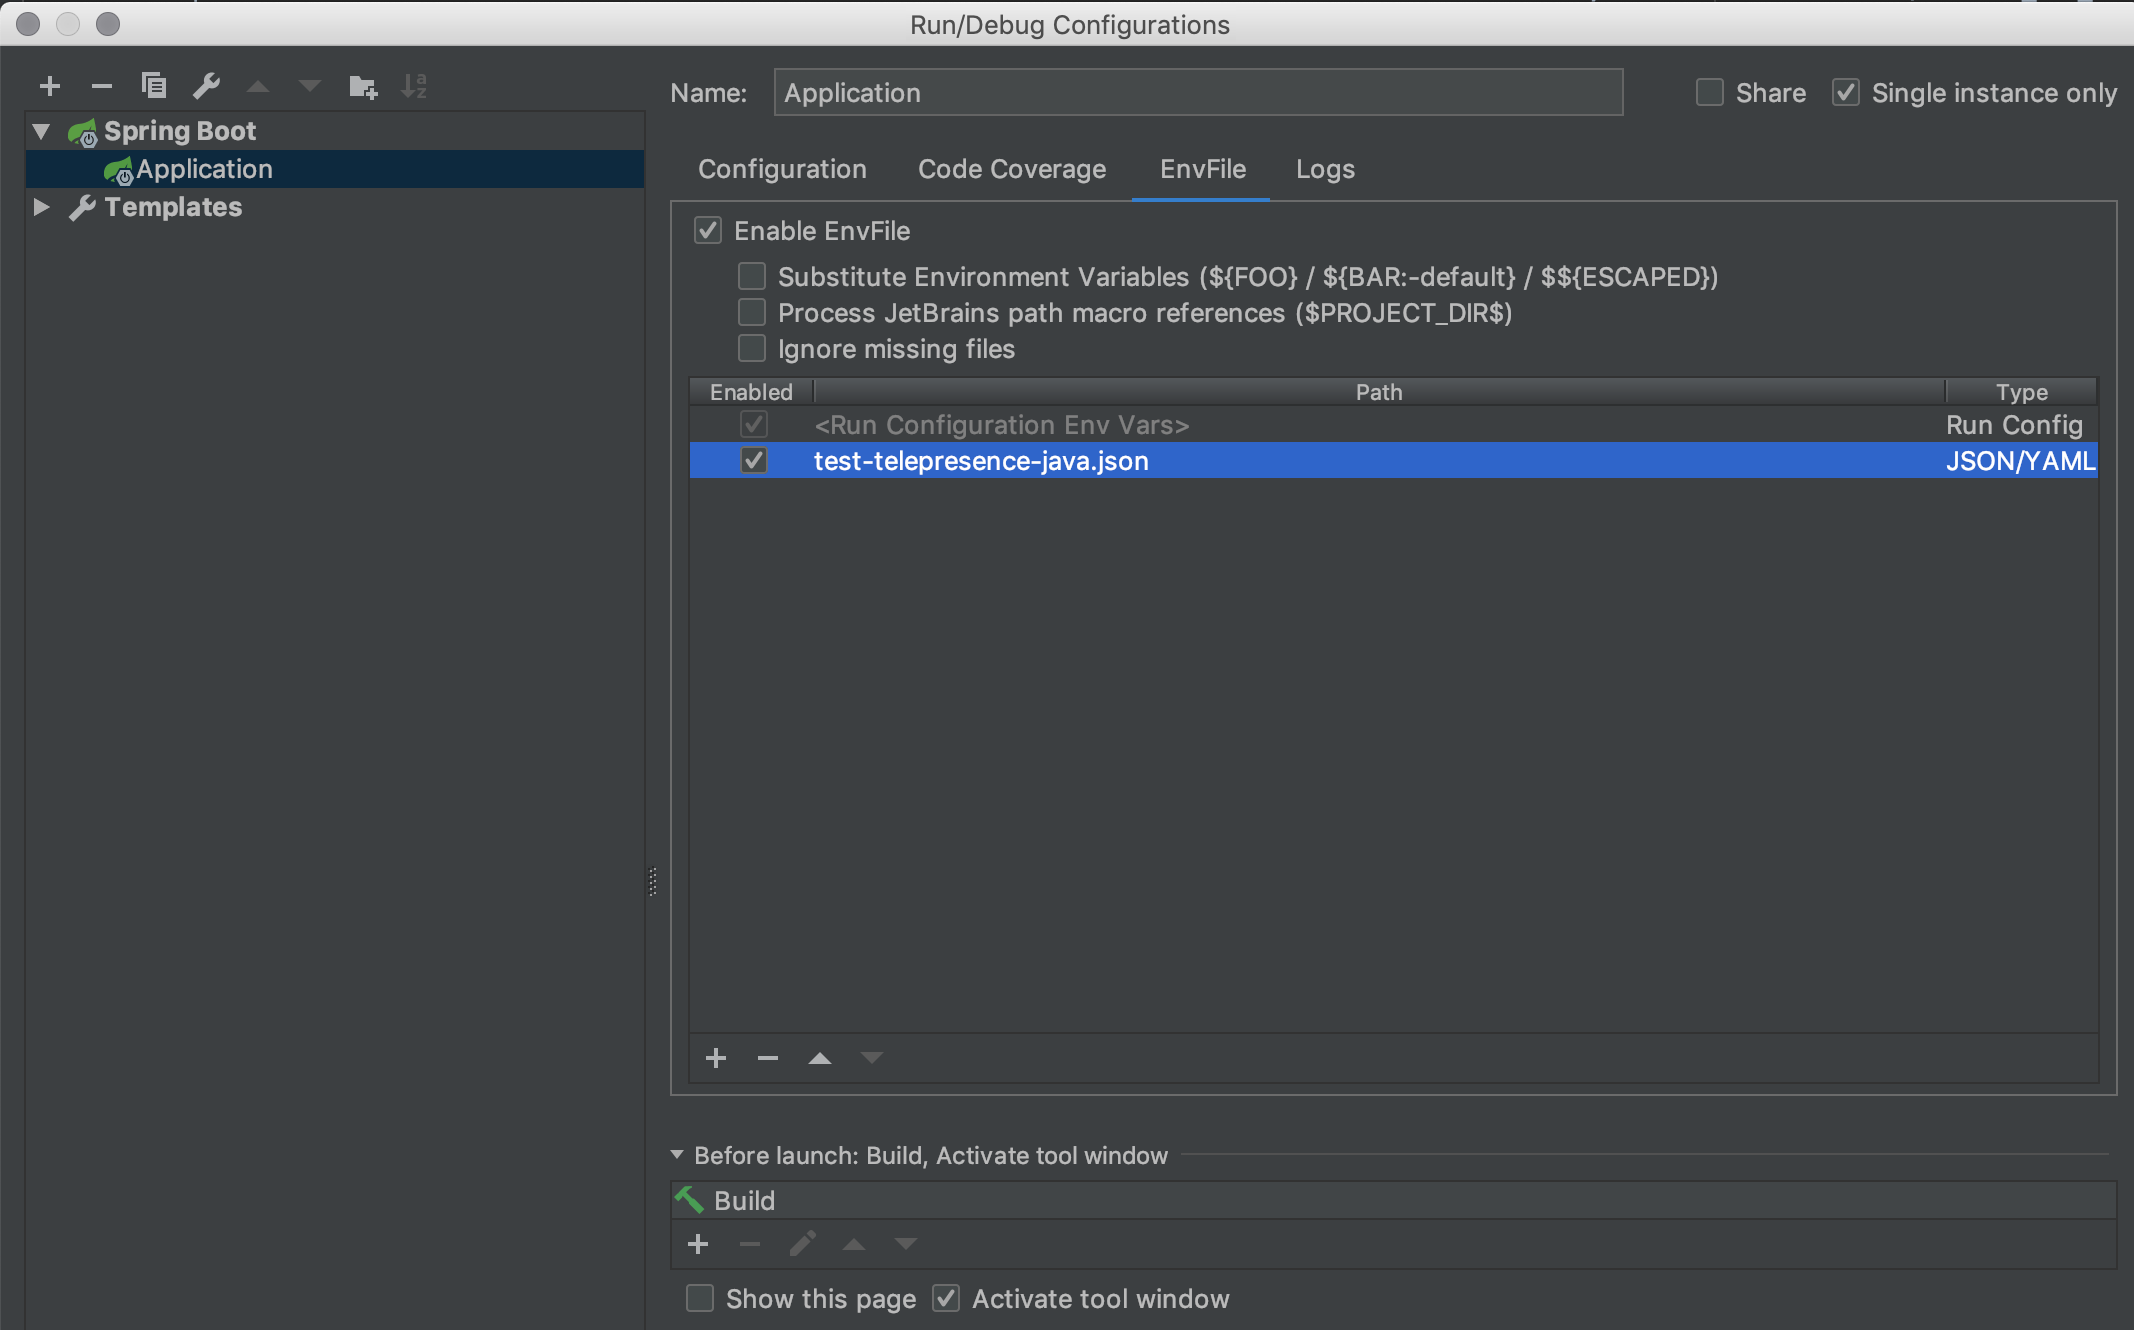 Run/Debug Configurations
Name: Application Share Single instance only
Spring Boot
Application
Templates
Configuration Code Coverage EnvFile Logs
Enable EnvFile
Substitute Environment Variables (${FOO} / ${BAR:-default} / $${ESCAPED})
Process JetBrains path macro references ($PROJECT_DIR$)
Ignore missing files
Enabled Path Type
<Run Configuration Env Vars> Run Config
test-telepresence-java.json JSON/YAML
Before launch: Build, Activate tool window
Build
Show this page Activate tool window